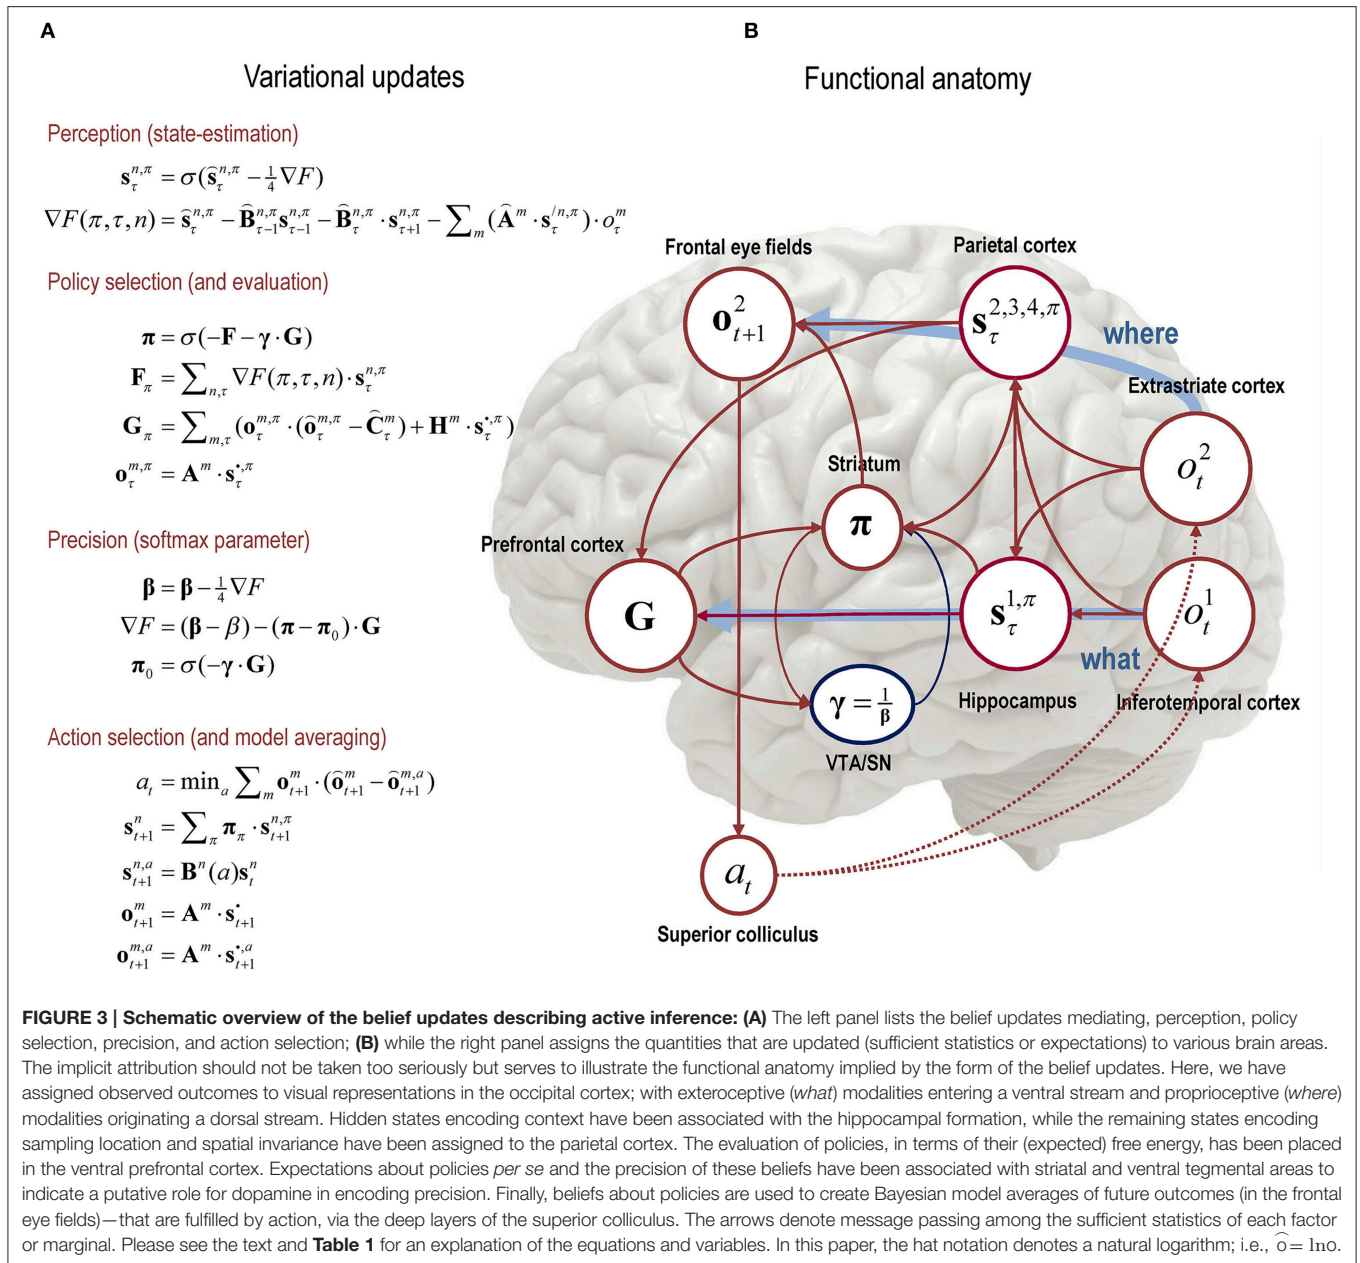 A
Variational updates
Perception (state-estimation)
𝐬_τ^{n,π} = σ(𝐬̂_τ^{n,π} − ¼∇F)
∇F(π,τ,n) = 𝐬̂_τ^{n,π} − 𝐁̂_{τ−1}^{n,π}𝐬_{τ−1}^{n,π} − 𝐁̂_τ^{n,π} · 𝐬_{τ+1}^{n,π} − ∑_m (𝐀̂^m · 𝐬_τ^{/n,π}) · o_τ^m
Policy selection (and evaluation)
𝛑 = σ(−𝐅 − 𝛄 · 𝐆)
𝐅_π = ∑_{n,τ} ∇F(π,τ,n) · 𝐬_τ^{n,π}
𝐆_π = ∑_{m,τ} (𝐨_τ^{m,π} · (𝐨̂_τ^{m,π} − 𝐂̂_τ^m) + 𝐇^m · 𝐬_τ^{•,π})
𝐨_τ^{m,π} = 𝐀^m · 𝐬_τ^{•,π}
Precision (softmax parameter)
𝛃 = 𝛃 − ¼∇F
∇F = (𝛃 − β) − (𝛑 − 𝛑_0) · 𝐆
𝛑_0 = σ(−𝛄 · 𝐆)
Action selection (and model averaging)
a_t = min_a ∑_m 𝐨_{t+1}^m · (𝐨̂_{t+1}^m − 𝐨̂_{t+1}^{m,a})
𝐬_{t+1}^n = ∑_π 𝛑_π · 𝐬_{t+1}^{n,π}
𝐬_{t+1}^{n,a} = 𝐁^n(a)𝐬_t^n
𝐨_{t+1}^m = 𝐀^m · 𝐬_{t+1}^•
𝐨_{t+1}^{m,a} = 𝐀^m · 𝐬_{t+1}^{•,a}
B
Functional anatomy
Frontal eye fields
𝐨_{t+1}^2
Parietal cortex
𝐬_τ^{2,3,4,π}
where
Extrastriate cortex
o_t^2
Striatum
𝛑
Prefrontal cortex
𝐆
𝐬_τ^{1,π}
Hippocampus
o_t^1
what
Inferotemporal cortex
𝛄 = 1/𝛃
VTA/SN
a_t
Superior colliculus
FIGURE 3 | Schematic overview of the belief updates describing active inference: (A) The left panel lists the belief updates mediating, perception, policy
selection, precision, and action selection; (B) while the right panel assigns the quantities that are updated (sufficient statistics or expectations) to various brain areas.
The implicit attribution should not be taken too seriously but serves to illustrate the functional anatomy implied by the form of the belief updates. Here, we have
assigned observed outcomes to visual representations in the occipital cortex; with exteroceptive (what) modalities entering a ventral stream and proprioceptive (where)
modalities originating a dorsal stream. Hidden states encoding context have been associated with the hippocampal formation, while the remaining states encoding
sampling location and spatial invariance have been assigned to the parietal cortex. The evaluation of policies, in terms of their (expected) free energy, has been placed
in the ventral prefrontal cortex. Expectations about policies per se and the precision of these beliefs have been associated with striatal and ventral tegmental areas to
indicate a putative role for dopamine in encoding precision. Finally, beliefs about policies are used to create Bayesian model averages of future outcomes (in the frontal
eye fields)—that are fulfilled by action, via the deep layers of the superior colliculus. The arrows denote message passing among the sufficient statistics of each factor
or marginal. Please see the text and Table 1 for an explanation of the equations and variables. In this paper, the hat notation denotes a natural logarithm; i.e., ô = lno.